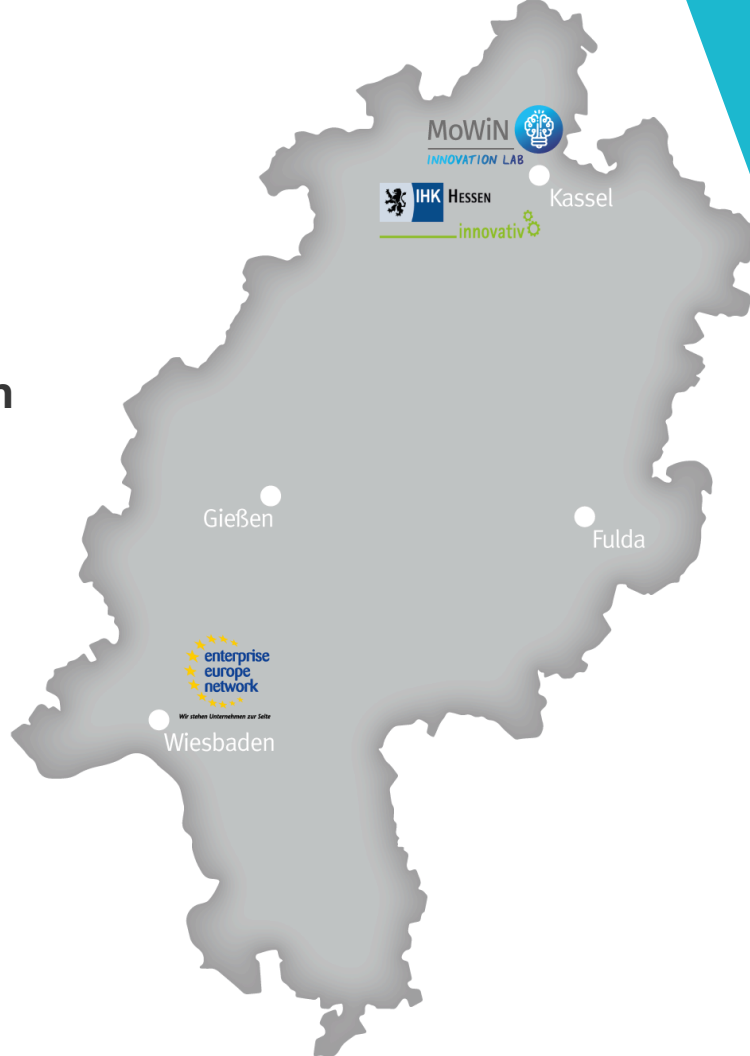 MoWiN
INNOVATION LAB
IHK HESSEN
innovativ
Kassel
n
Gießen
Fulda
enterprise
europe
network
Wir stehen Unternehmen zur Seite
Wiesbaden